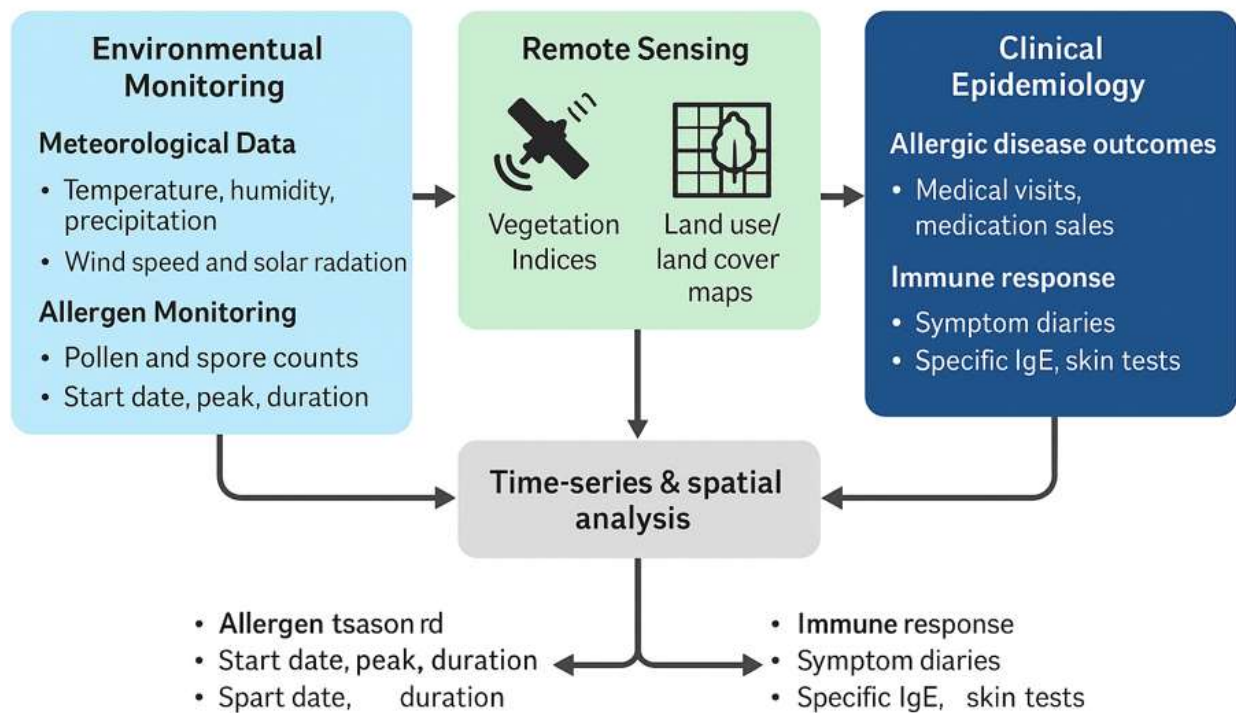 Environmentual
Monitoring
Meteorological Data
• Temperature, humidity,
precipitation
• Wind speed and solar radation
Allergen Monitoring
• Pollen and spore counts
• Start date, peak, duration
Remote Sensing
Vegetation
Indices
Land use/
land cover
maps
Clinical
Epidemiology
Allergic disease outcomes
• Medical visits,
medication sales
Immune response
• Symptom diaries
• Specific IgE, skin tests
Time-series & spatial
analysis
• Allergen tsason rd
• Start date, peak, duration
• Spart date, duration
• Immune response
• Symptom diaries
• Specific IgE, skin tests